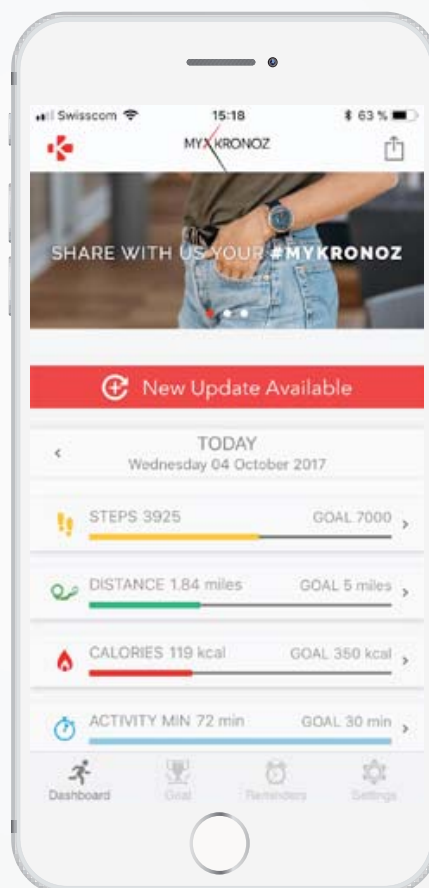 Swisscom 15:18 63 %
MYKRONOZ
SHARE WITH US YOUR #MYKRONOZ
New Update Available
TODAY
Wednesday 04 October 2017
STEPS 3925 GOAL 7000
DISTANCE 1.84 miles GOAL 5 miles
CALORIES 119 kcal GOAL 350 kcal
ACTIVITY MIN 72 min GOAL 30 min
Dashboard Goal Reminders Settings